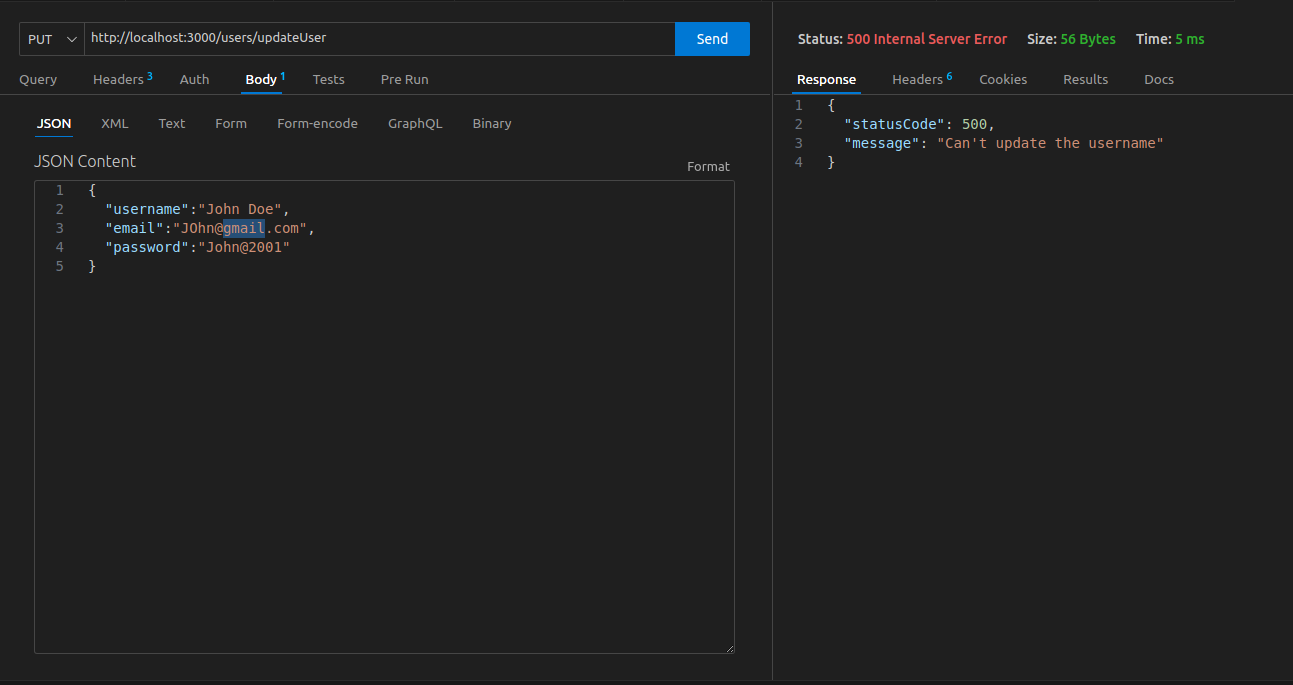 PUT http://localhost:3000/users/updateUser Send
Query Headers 3 Auth Body 1 Tests Pre Run
JSON XML Text Form Form-encode GraphQL Binary
JSON Content
Format
1 {
2 "username":"John Doe",
3 "email":"JOhn@gmail.com",
4 "password":"John@2001"
5 }
Status: 500 Internal Server Error Size: 56 Bytes Time: 5 ms
Response Headers 6 Cookies Results Docs
1 {
2 "statusCode": 500,
3 "message": "Can't update the username"
4 }